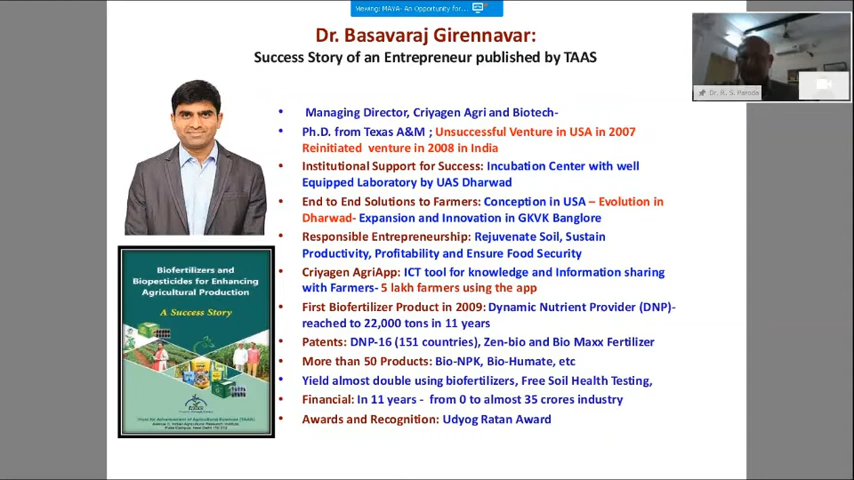 Viewing: MAYA- An Opportunity for...
Dr. Basavaraj Girennavar:
Success Story of an Entrepreneur published by TAAS
• Managing Director, Criyagen Agri and Biotech-
• Ph.D. from Texas A&M ; Unsuccessful Venture in USA in 2007
Reinitiated venture in 2008 in India
• Institutional Support for Success: Incubation Center with well
Equipped Laboratory by UAS Dharwad
• End to End Solutions to Farmers: Conception in USA – Evolution in
Dharwad- Expansion and Innovation in GKVK Banglore
• Responsible Entrepreneurship: Rejuvenate Soil, Sustain
Productivity, Profitability and Ensure Food Security
• Criyagen AgriApp: ICT tool for knowledge and Information sharing
with Farmers- 5 lakh farmers using the app
• First Biofertilizer Product in 2009: Dynamic Nutrient Provider (DNP)-
reached to 22,000 tons in 11 years
• Patents: DNP-16 (151 countries), Zen-bio and Bio Maxx Fertilizer
• More than 50 Products: Bio-NPK, Bio-Humate, etc
• Yield almost double using biofertilizers, Free Soil Health Testing,
• Financial: In 11 years - from 0 to almost 35 crores industry
• Awards and Recognition: Udyog Ratan Award
Biofertilizers and
Biopesticides for Enhancing
Agricultural Production
A Success Story
Trust for Advancement of Agricultural Sciences (TAAS)
Dr. R. S. Paroda